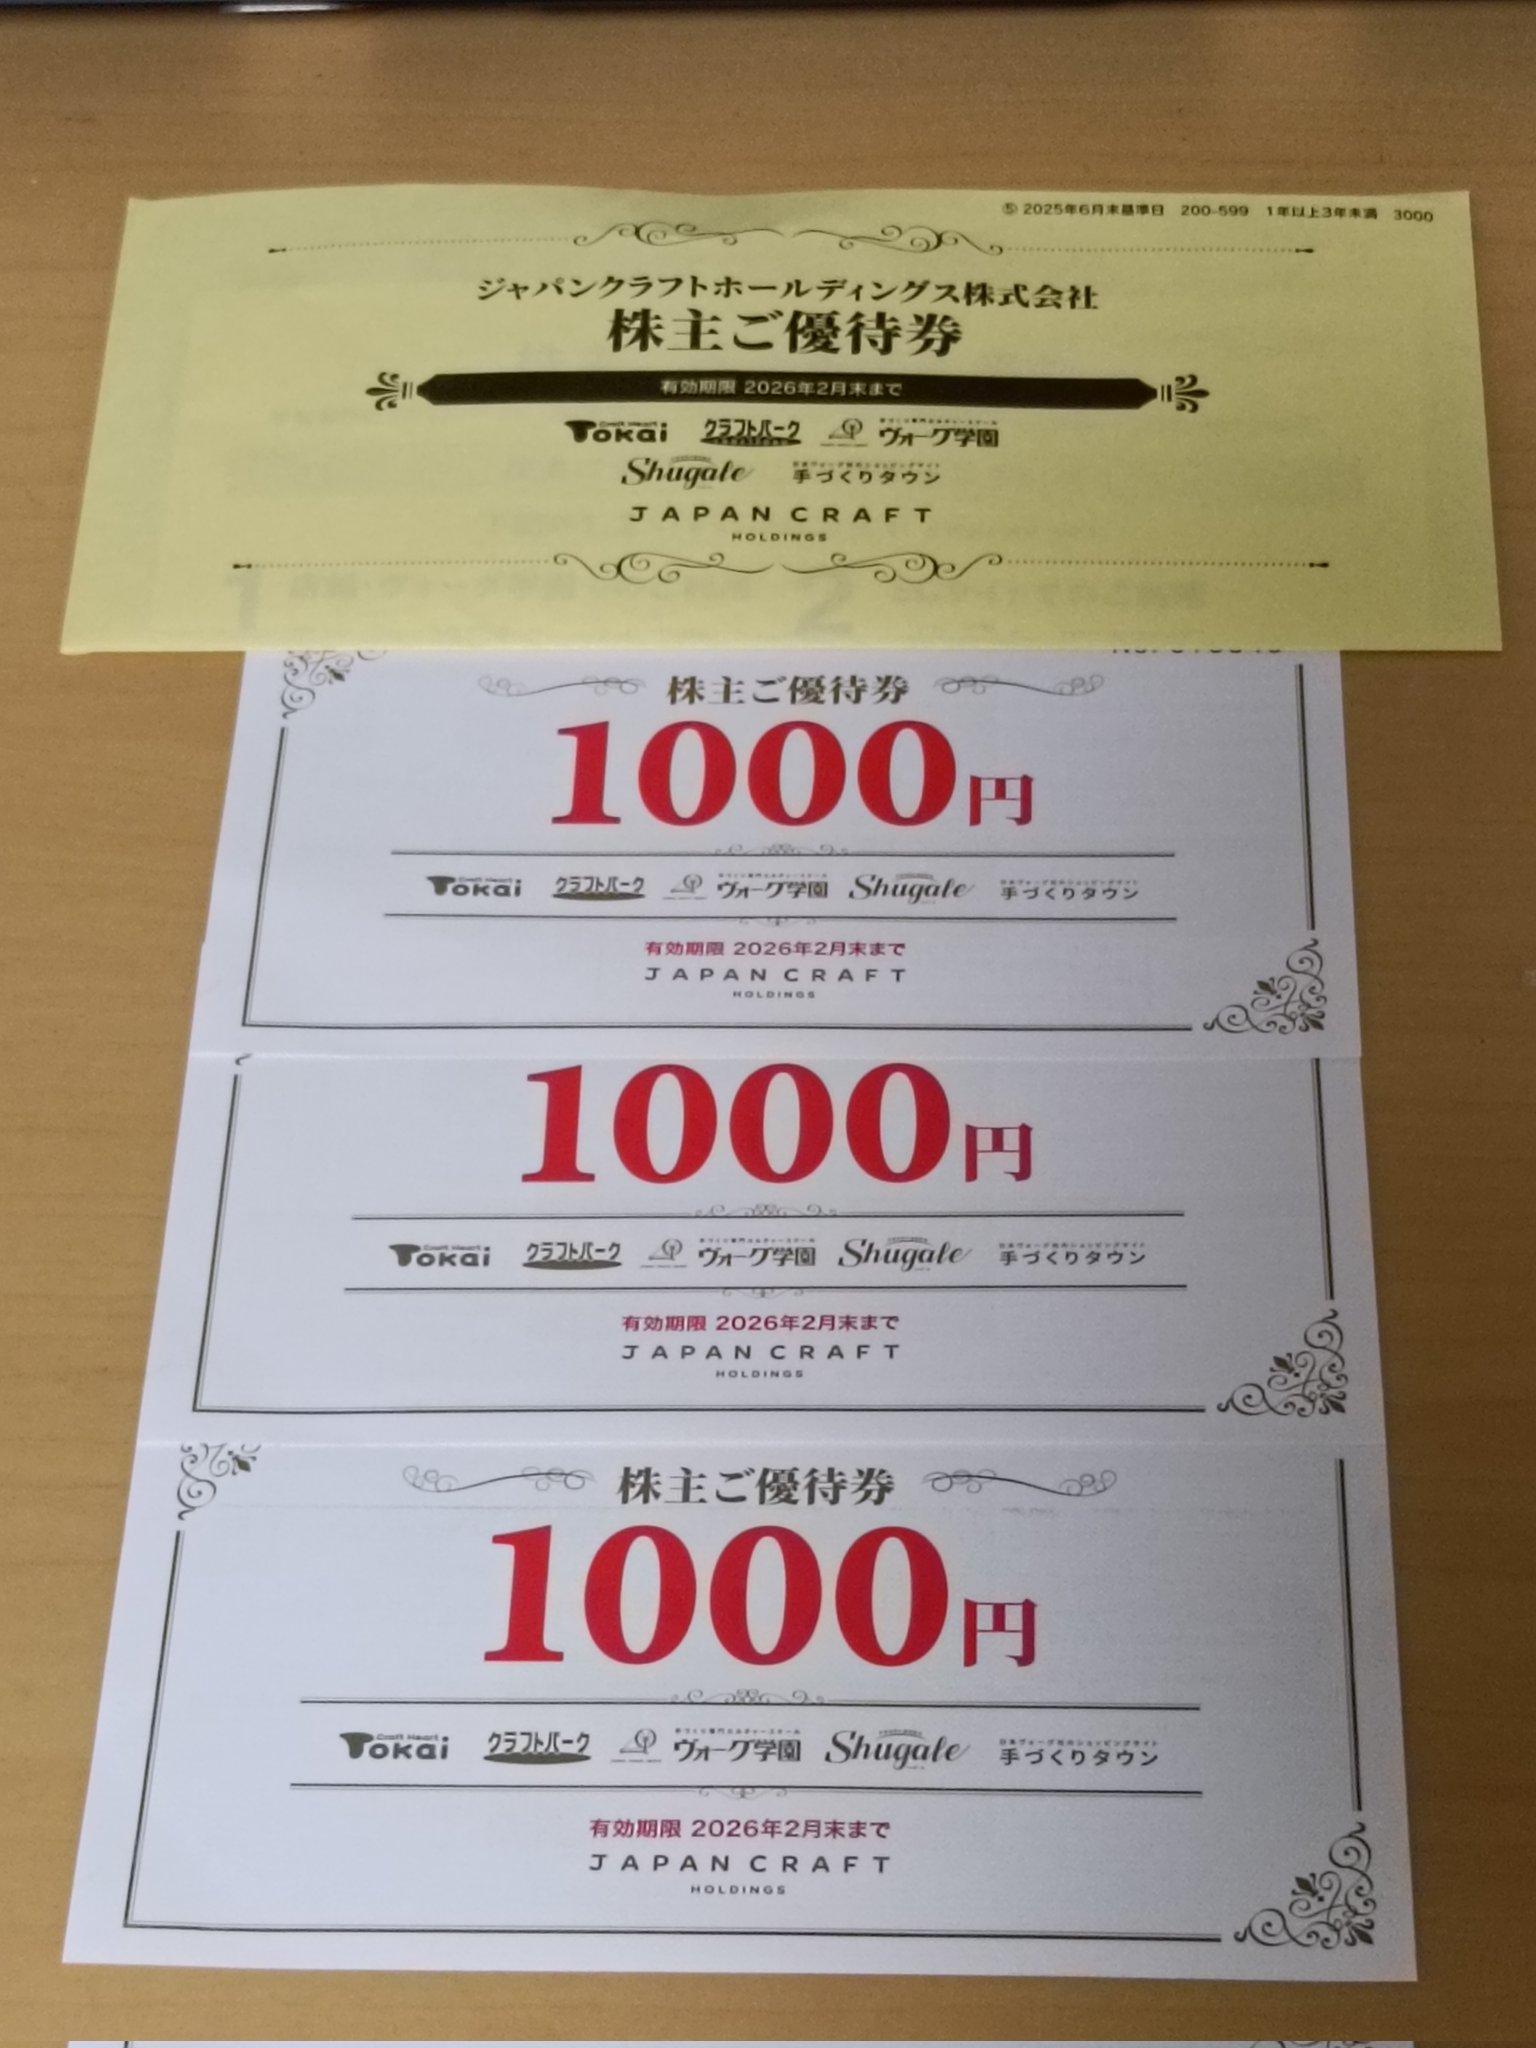 ⑤ 2025年6月末基準日 200-599 1年以上3年未満 3000
ジャパンクラフトホールディングス株式会社
株主ご優待券
有効期限 2026年2月末まで
Craft Heart Tokai クラフトパーク ヴォーグ学園
Shugale 手づくりタウン
JAPAN CRAFT
HOLDINGS
1
2
株主ご優待券
1000円
Craft Heart Tokai クラフトパーク ヴォーグ学園 Shugale 手づくりタウン
有効期限 2026年2月末まで
JAPAN CRAFT
HOLDINGS
1000円
Craft Heart Tokai クラフトパーク ヴォーグ学園 Shugale 手づくりタウン
有効期限 2026年2月末まで
JAPAN CRAFT
HOLDINGS
株主ご優待券
1000円
Craft Heart Tokai クラフトパーク ヴォーグ学園 Shugale 手づくりタウン
有効期限 2026年2月末まで
JAPAN CRAFT
HOLDINGS